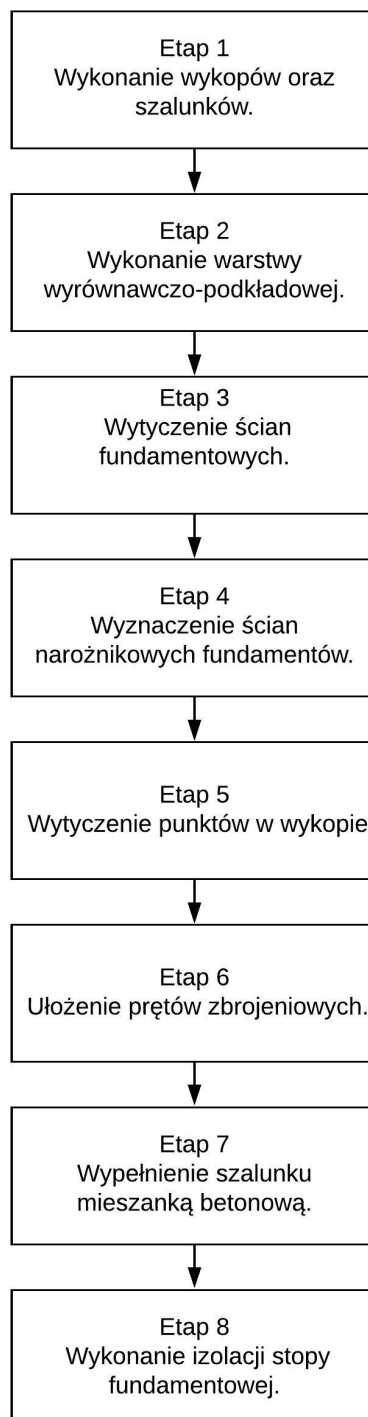 Etap 1
Wykonanie wykopów oraz
szalunków.
Etap 2
Wykonanie warstwy
wyrównawczo-podkładowej.
Etap 3
Wytyczenie ścian
fundamentowych.
Etap 4
Wyznaczenie ścian
narożnikowych fundamentów.
Etap 5
Wytyczenie punktów w wykopie
Etap 6
Ułożenie prętów zbrojeniowych.
Etap 7
Wypełnienie szalunku
mieszanką betonową.
Etap 8
Wykonanie izolacji stopy
fundamentowej.